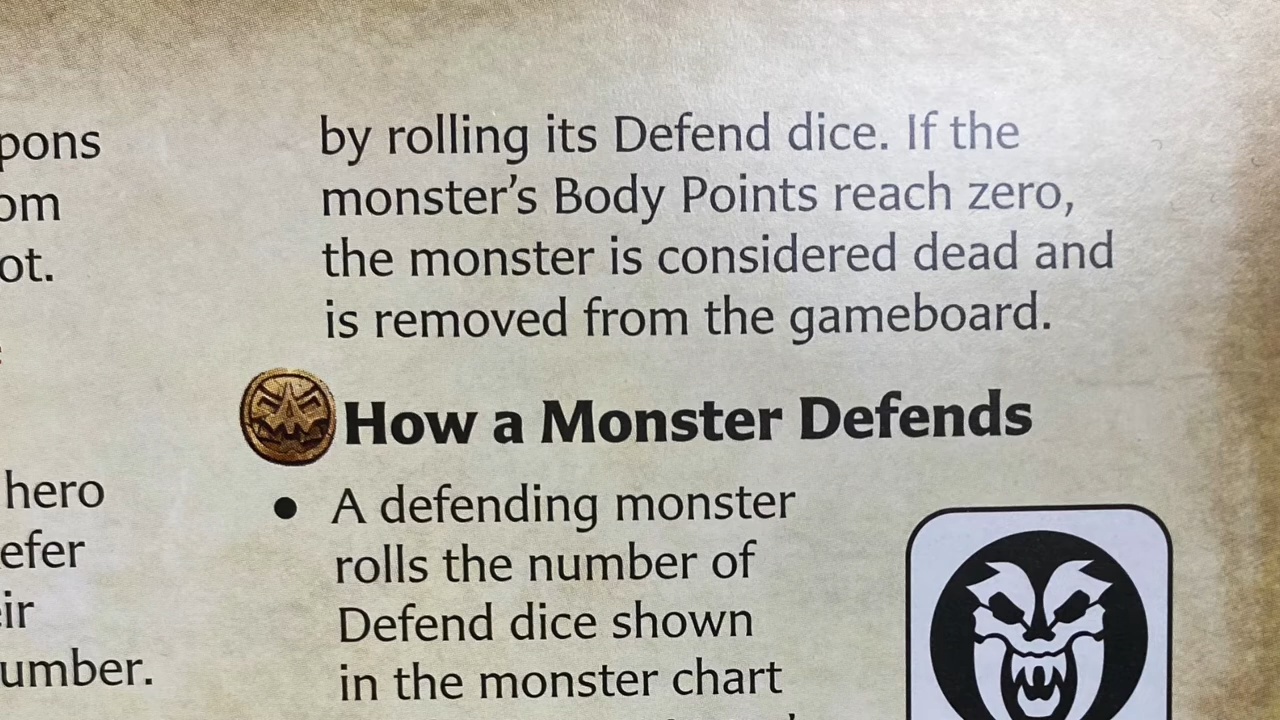 pons
om
ot.
hero
efer
eir
umber.
by rolling its Defend dice. If the
monster's Body Points reach zero,
the monster is considered dead and
is removed from the gameboard.
How a Monster Defends
• A defending monster
rolls the number of
Defend dice shown
in the monster chart